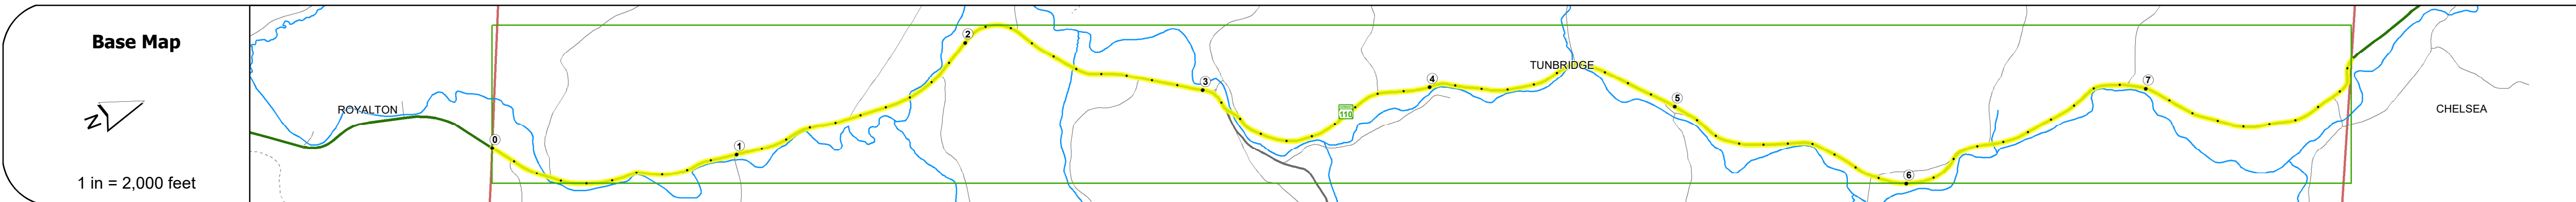 Base Map
N
1 in = 2,000 feet
ROYALTON
0
1
2
3
110
4
TUNBRIDGE
5
6
7
CHELSEA